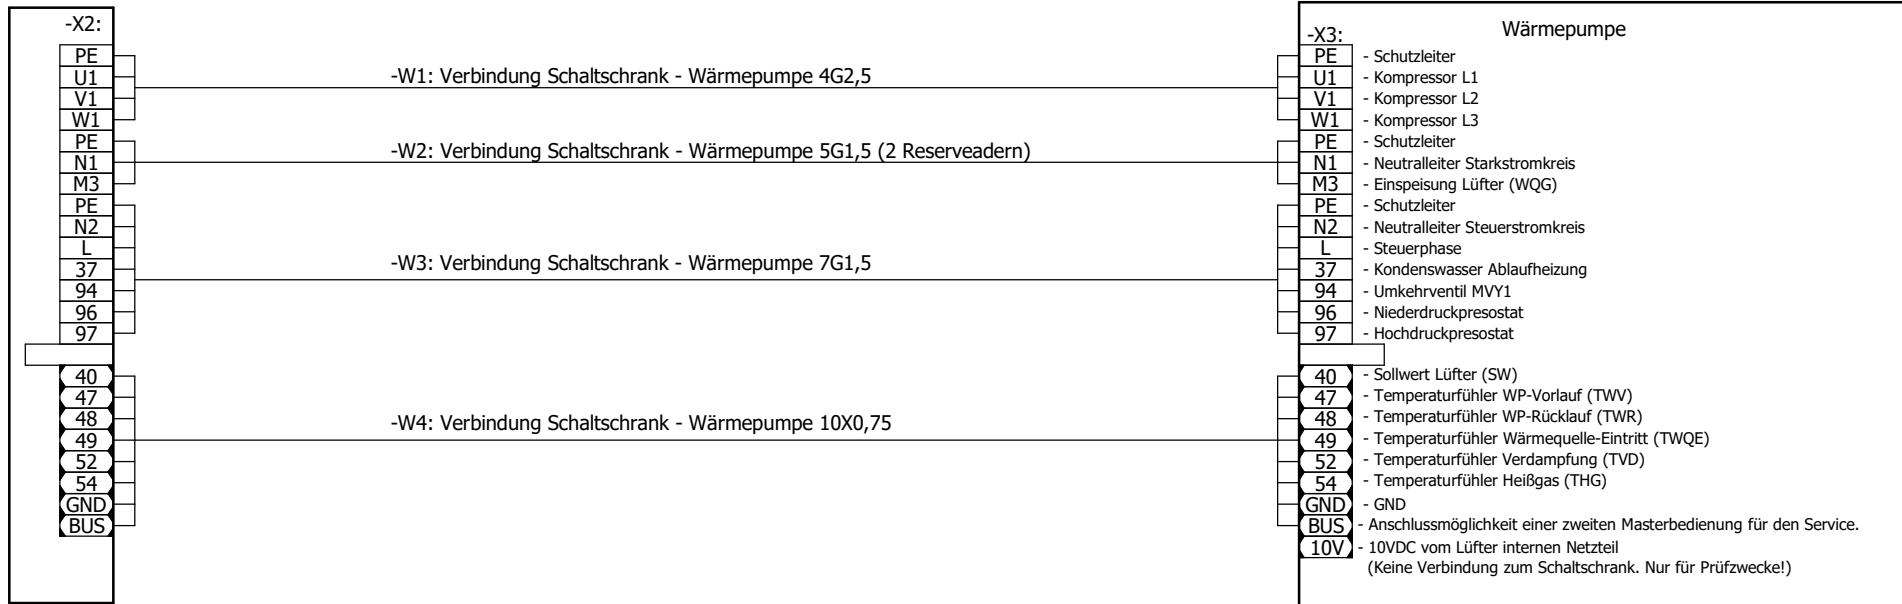 -X2:
PE
U1
V1
W1
PE
N1
M3
PE
N2
L
37
94
96
97
40
47
48
49
52
54
GND
BUS
-W1: Verbindung Schaltschrank - Wärmepumpe 4G2,5
-W2: Verbindung Schaltschrank - Wärmepumpe 5G1,5 (2 Reserveadern)
-W3: Verbindung Schaltschrank - Wärmepumpe 7G1,5
-W4: Verbindung Schaltschrank - Wärmepumpe 10X0,75
Wärmepumpe
-X3:
PE - Schutzleiter
U1 - Kompressor L1
V1 - Kompressor L2
W1 - Kompressor L3
PE - Schutzleiter
N1 - Neutralleiter Starkstromkreis
M3 - Einspeisung Lüfter (WQG)
PE - Schutzleiter
N2 - Neutralleiter Steuerstromkreis
L - Steuerphase
37 - Kondenswasser Ablaufheizung
94 - Umkehrventil MVY1
96 - Niederdruckpresostat
97 - Hochdruckpresostat
40 - Sollwert Lüfter (SW)
47 - Temperaturfühler WP-Vorlauf (TWV)
48 - Temperaturfühler WP-Rücklauf (TWR)
49 - Temperaturfühler Wärmequelle-Eintritt (TWQE)
52 - Temperaturfühler Verdampfung (TVD)
54 - Temperaturfühler Heißgas (THG)
GND - GND
BUS - Anschlussmöglichkeit einer zweiten Masterbedienung für den Service.
10V - 10VDC vom Lüfter internen Netzteil
(Keine Verbindung zum Schaltschrank. Nur für Prüfzwecke!)